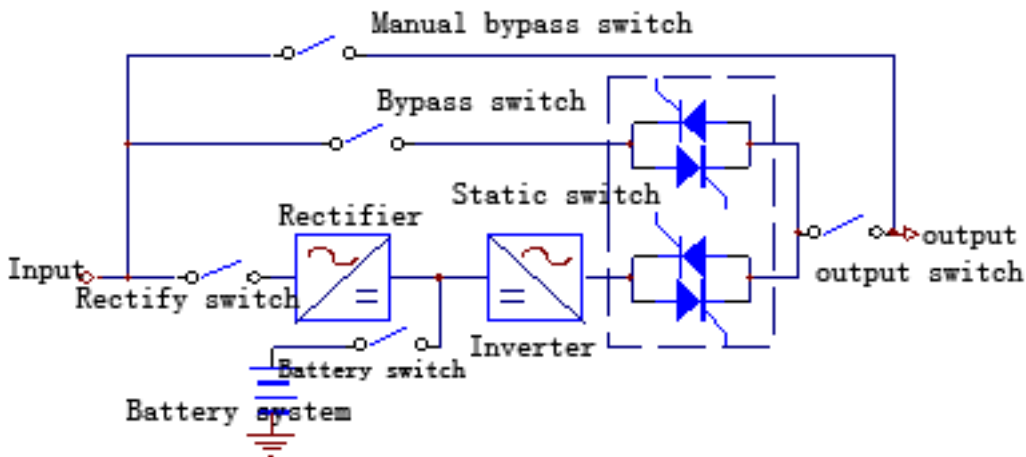 Manual bypass switch
Bypass switch
Static switch
Rectifier
Input
output
Rectify switch
output switch
Inverter
Battery switch
Battery system